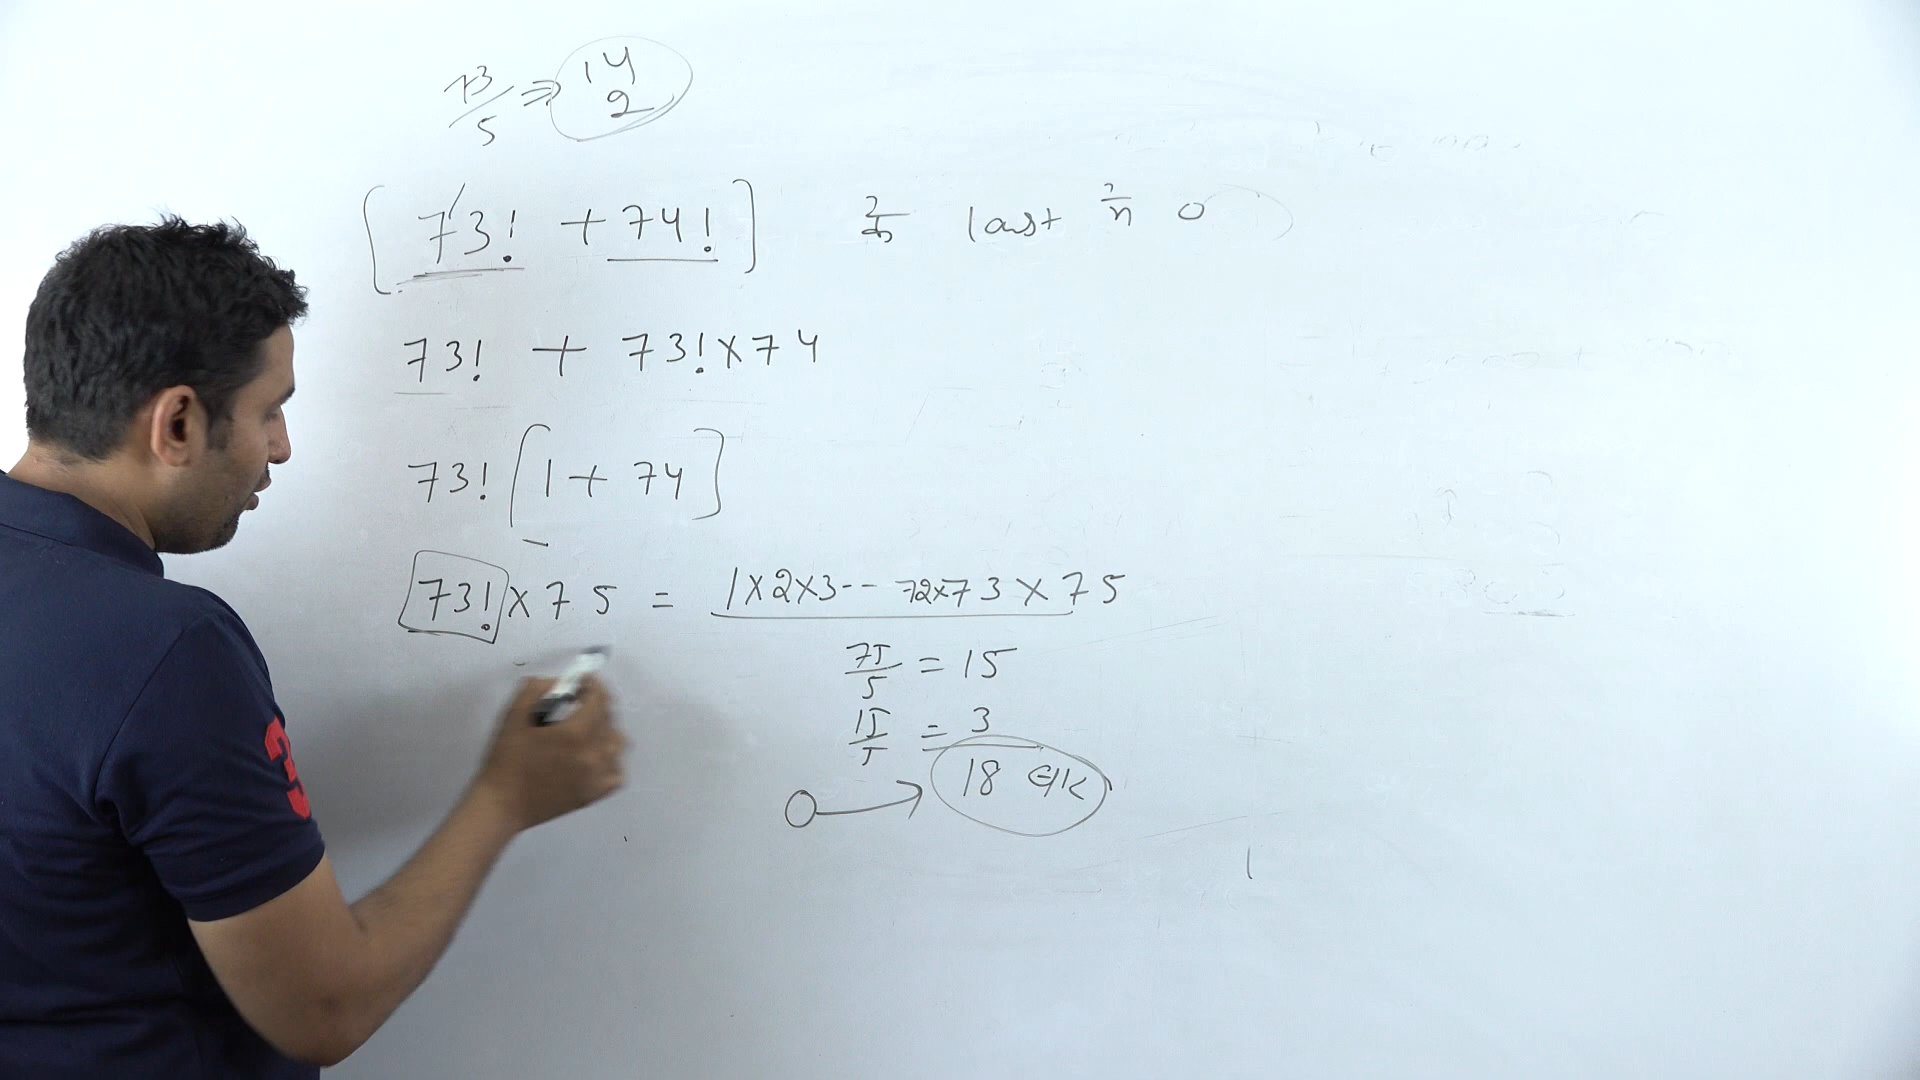 73/5 ⇒ 14
2
[73! + 74!] के last में 0
73! + 73!×74
73! [1 + 74]
73!×75 = 1×2×3-- 72×73×75
75/5 = 15
15/5 = 3
0 → 18
3